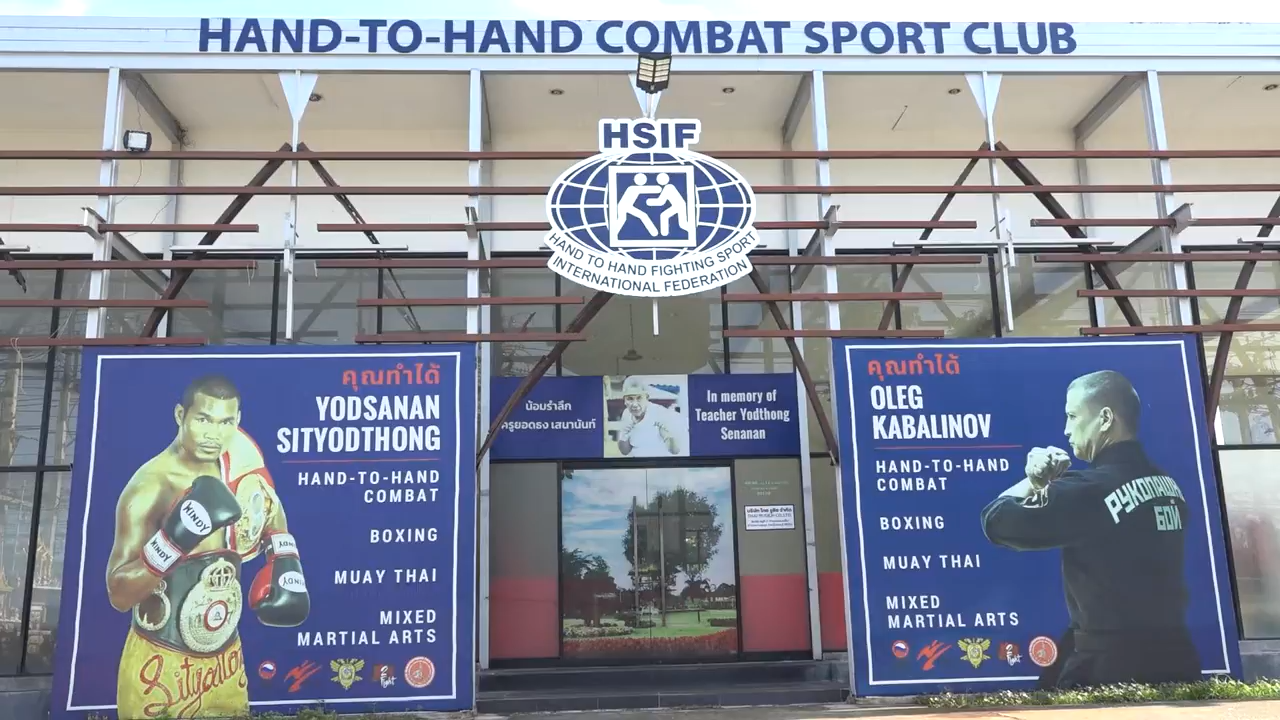 HAND-TO-HAND COMBAT SPORT CLUB
HSIF
HAND TO HAND FIGHTING SPORT
INTERNATIONAL FEDERATION
คุณทำได้
YODSANAN
SITYODTHONG
HAND-TO-HAND
COMBAT
BOXING
MUAY THAI
MIXED
MARTIAL ARTS
WINDY
WINDY
WINDY
น้อมรำลึก
ครูยอดธง เสนานันท์
In memory of
Teacher Yodthong
Senanan
คุณทำได้
OLEG
KABALINOV
HAND-TO-HAND
COMBAT
BOXING
MUAY THAI
MIXED
MARTIAL ARTS
РУКОПАШН
БОЙ